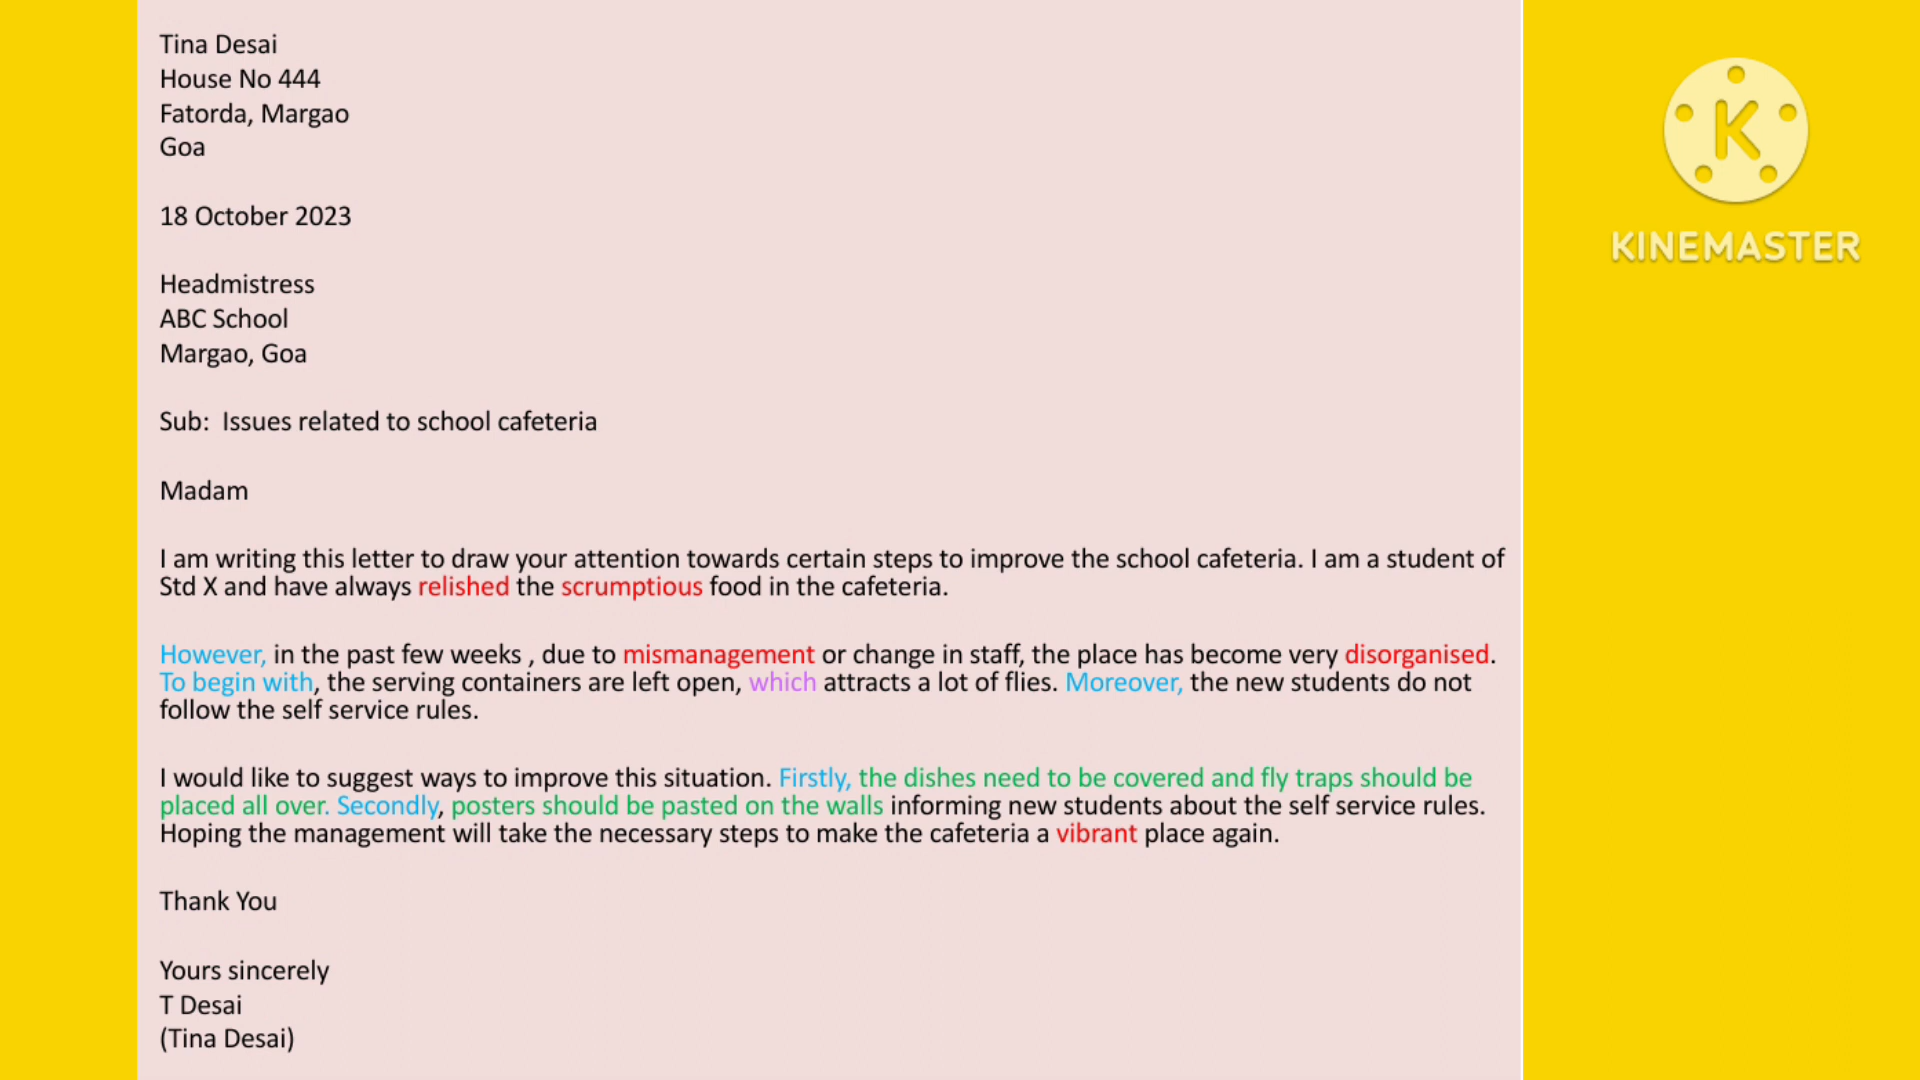 Tina Desai
House No 444
Fatorda, Margao
Goa
18 October 2023
Headmistress
ABC School
Margao, Goa
Sub:  Issues related to school cafeteria
Madam
I am writing this letter to draw your attention towards certain steps to improve the school cafeteria. I am a student of
Std X and have always relished the scrumptious food in the cafeteria.
However, in the past few weeks , due to mismanagement or change in staff, the place has become very disorganised.
To begin with, the serving containers are left open, which attracts a lot of flies. Moreover, the new students do not
follow the self service rules.
I would like to suggest ways to improve this situation. Firstly, the dishes need to be covered and fly traps should be
placed all over. Secondly, posters should be pasted on the walls informing new students about the self service rules.
Hoping the management will take the necessary steps to make the cafeteria a vibrant place again.
Thank You
Yours sincerely
T Desai
(Tina Desai)
K
KINEMASTER